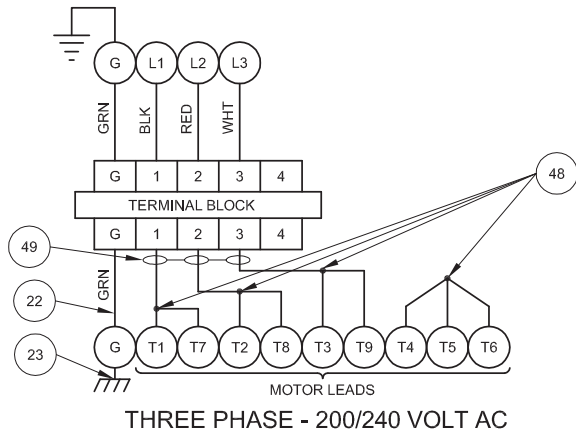 G L1 L2 L3
GRN BLK RED WHT
48
G 1 2 3 4
TERMINAL BLOCK
G 1 2 3 4
49
GRN
22
23
G T1 T7 T2 T8 T3 T9 T4 T5 T6
MOTOR LEADS
THREE PHASE - 200/240 VOLT AC